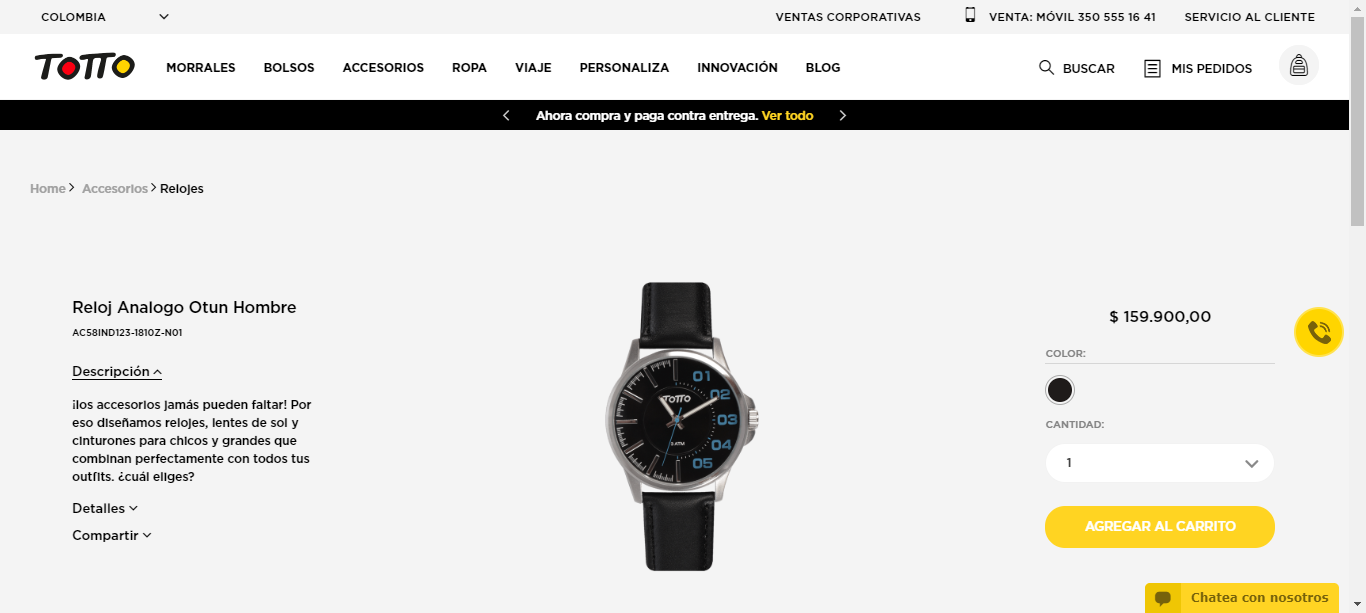 COLOMBIA
VENTAS CORPORATIVAS
VENTA: MÓVIL 350 555 16 41
SERVICIO AL CLIENTE
TOTTO
MORRALES
BOLSOS
ACCESORIOS
ROPA
VIAJE
PERSONALIZA
INNOVACIÓN
BLOG
BUSCAR
MIS PEDIDOS
Ahora compra y paga contra entrega. Ver todo
Home > Accesorios > Relojes
Reloj Analogo Otun Hombre
AC58IND123-1810Z-N01
Descripción
¡los accesorios jamás pueden faltar! Por
eso diseñamos relojes, lentes de sol y
cinturones para chicos y grandes que
combinan perfectamente con todos tus
outfits. ¿cuál eliges?
Detalles
Compartir
01
02
TOTTO
03
3 ATM
04
05
$ 159.900,00
COLOR:
CANTIDAD:
1
AGREGAR AL CARRITO
Chatea con nosotros